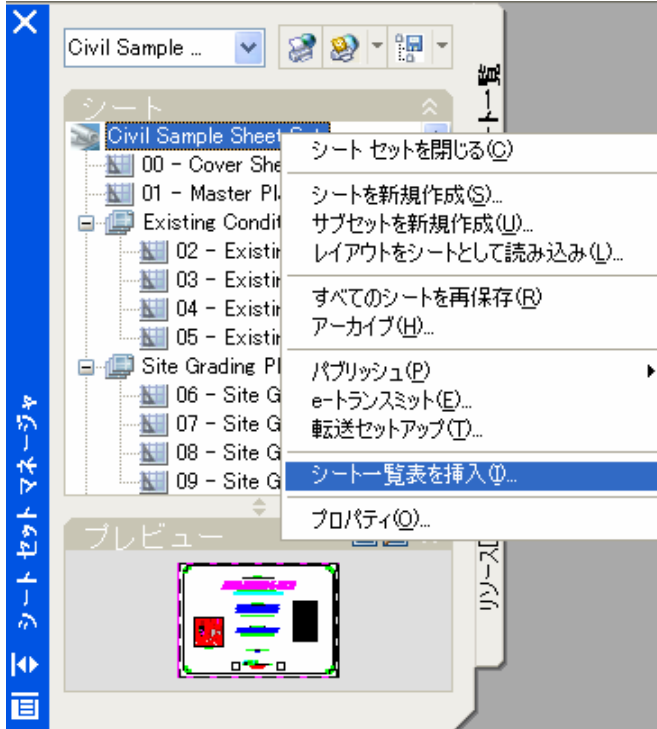 Civil Sample ...
シート
Civil Sample Sheet Set
シート セットを閉じる(C)
00 - Cover She
01 - Master Pl
シートを新規作成(S)...
Existing Condit
サブセットを新規作成(U)...
02 - Existin
レイアウトをシートとして読み込み(L)...
03 - Existin
04 - Existin
すべてのシートを再保存(R)
05 - Existin
アーカイブ(H)...
Site Grading Pl
パブリッシュ(P)
06 - Site G
e-トランスミット(E)...
07 - Site G
転送セットアップ(T)...
08 - Site G
09 - Site G
シート一覧表を挿入(I)...
プロパティ(O)...
プレビュー
シート セット マネージャ